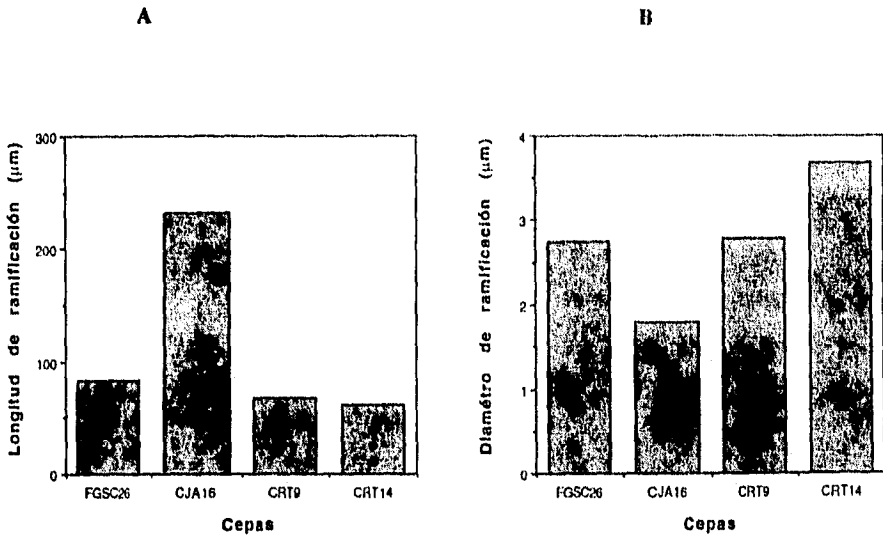 A
B
Longitud de ramificación (µm)
300
200
100
0
FGSC26 CJA16 CRT9 CRT14
Cepas
Diamétro de ramificación (µm)
4
3
2
1
0
FGSC26 CJA16 CRT9 CRT14
Cepas